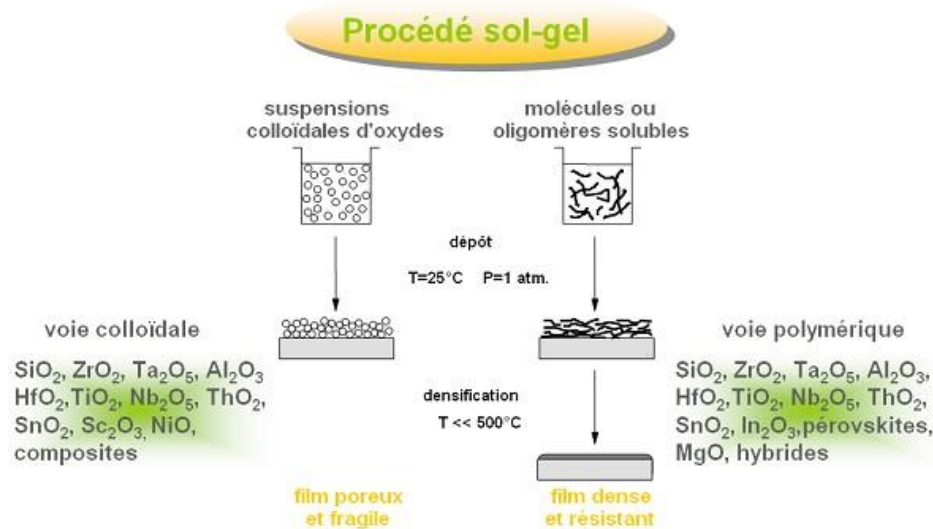 Procédé sol-gel
suspensions
colloïdales d'oxydes
molécules ou
oligomères solubles
dépôt
T=25°C P=1 atm.
voie colloïdale
SiO₂, ZrO₂, Ta₂O₅, Al₂O₃
HfO₂,TiO₂, Nb₂O₅, ThO₂,
SnO₂, Sc₂O₃, NiO,
composites
voie polymérique
SiO₂, ZrO₂, Ta₂O₅, Al₂O₃,
HfO₂,TiO₂, Nb₂O₅, ThO₂,
SnO₂, In₂O₃,pérovskites,
MgO, hybrides
densification
T << 500°C
film poreux
et fragile
film dense
et résistant